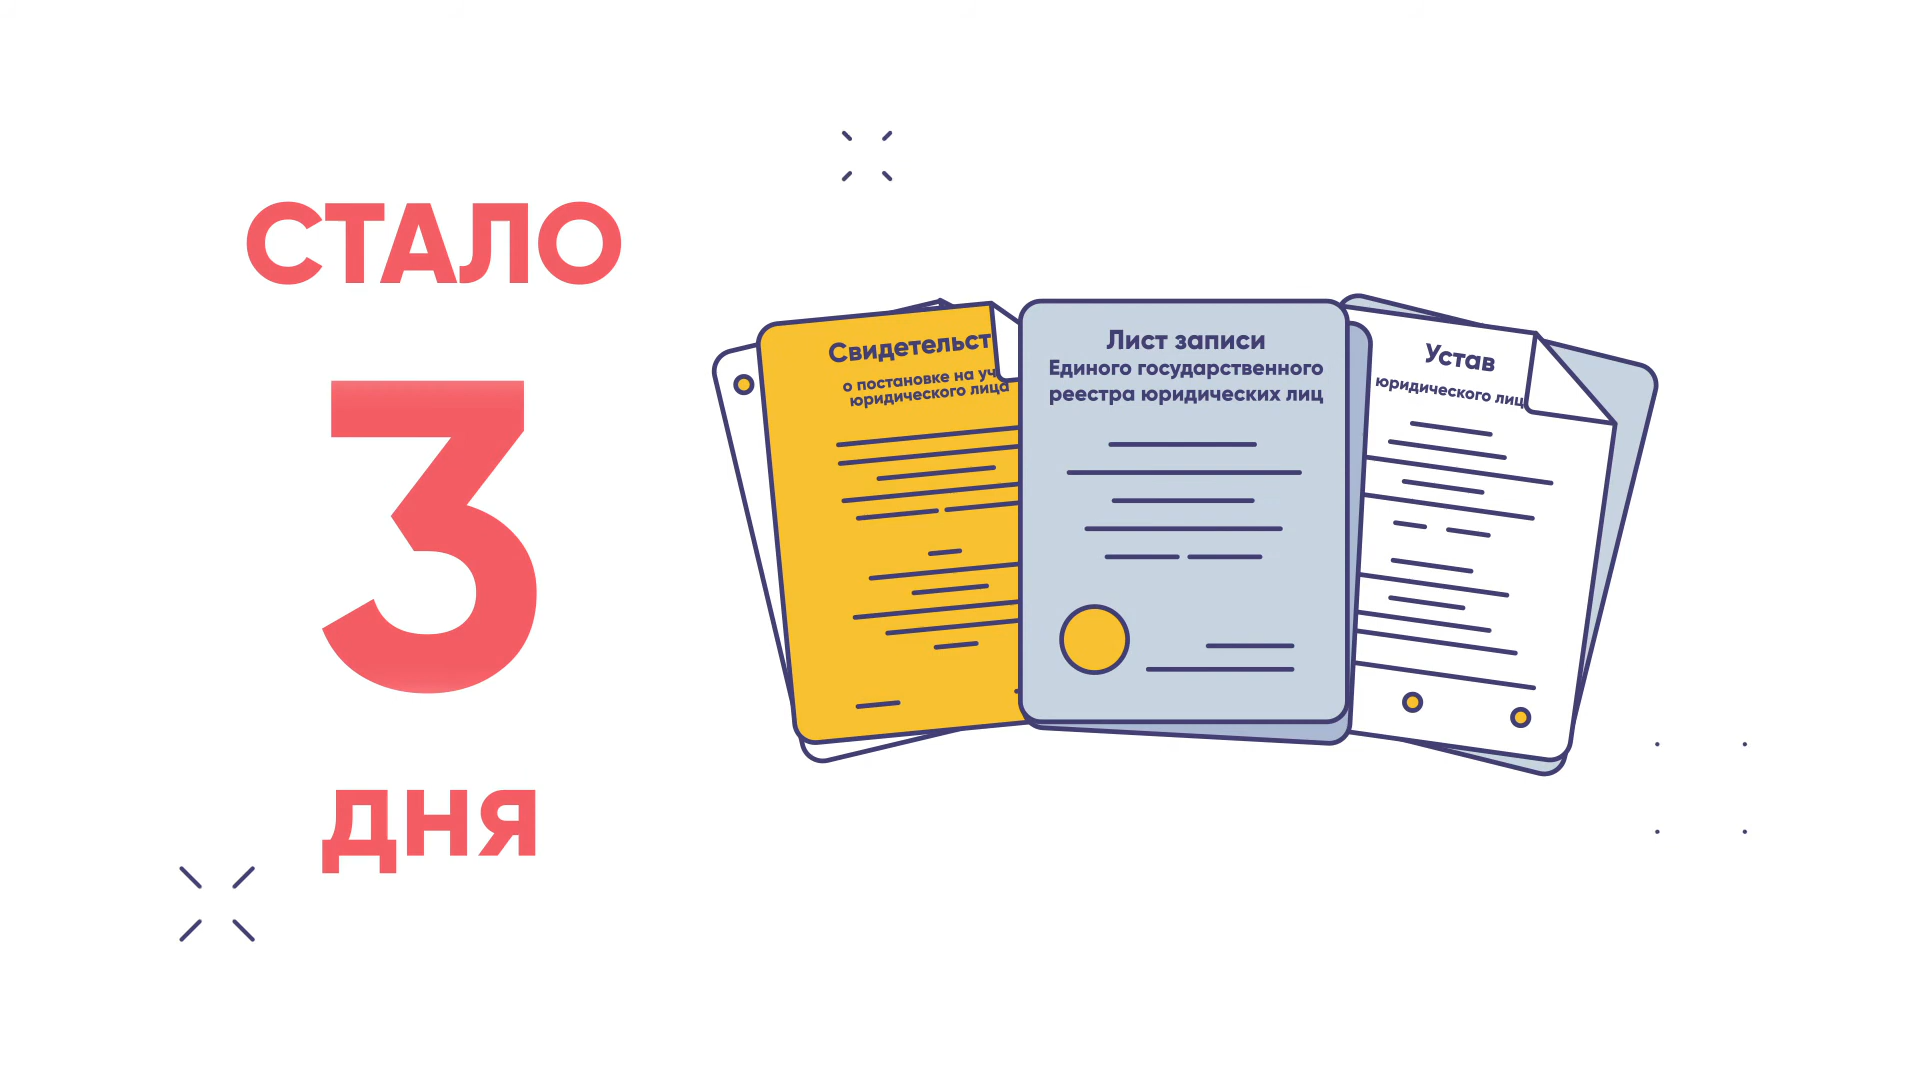 СТАЛО
3
ДНЯ
Свидетельст
о постановке на уч
юридического лица
Лист записи
Единого государственного
реестра юридических лиц
Устав
юридического лиц